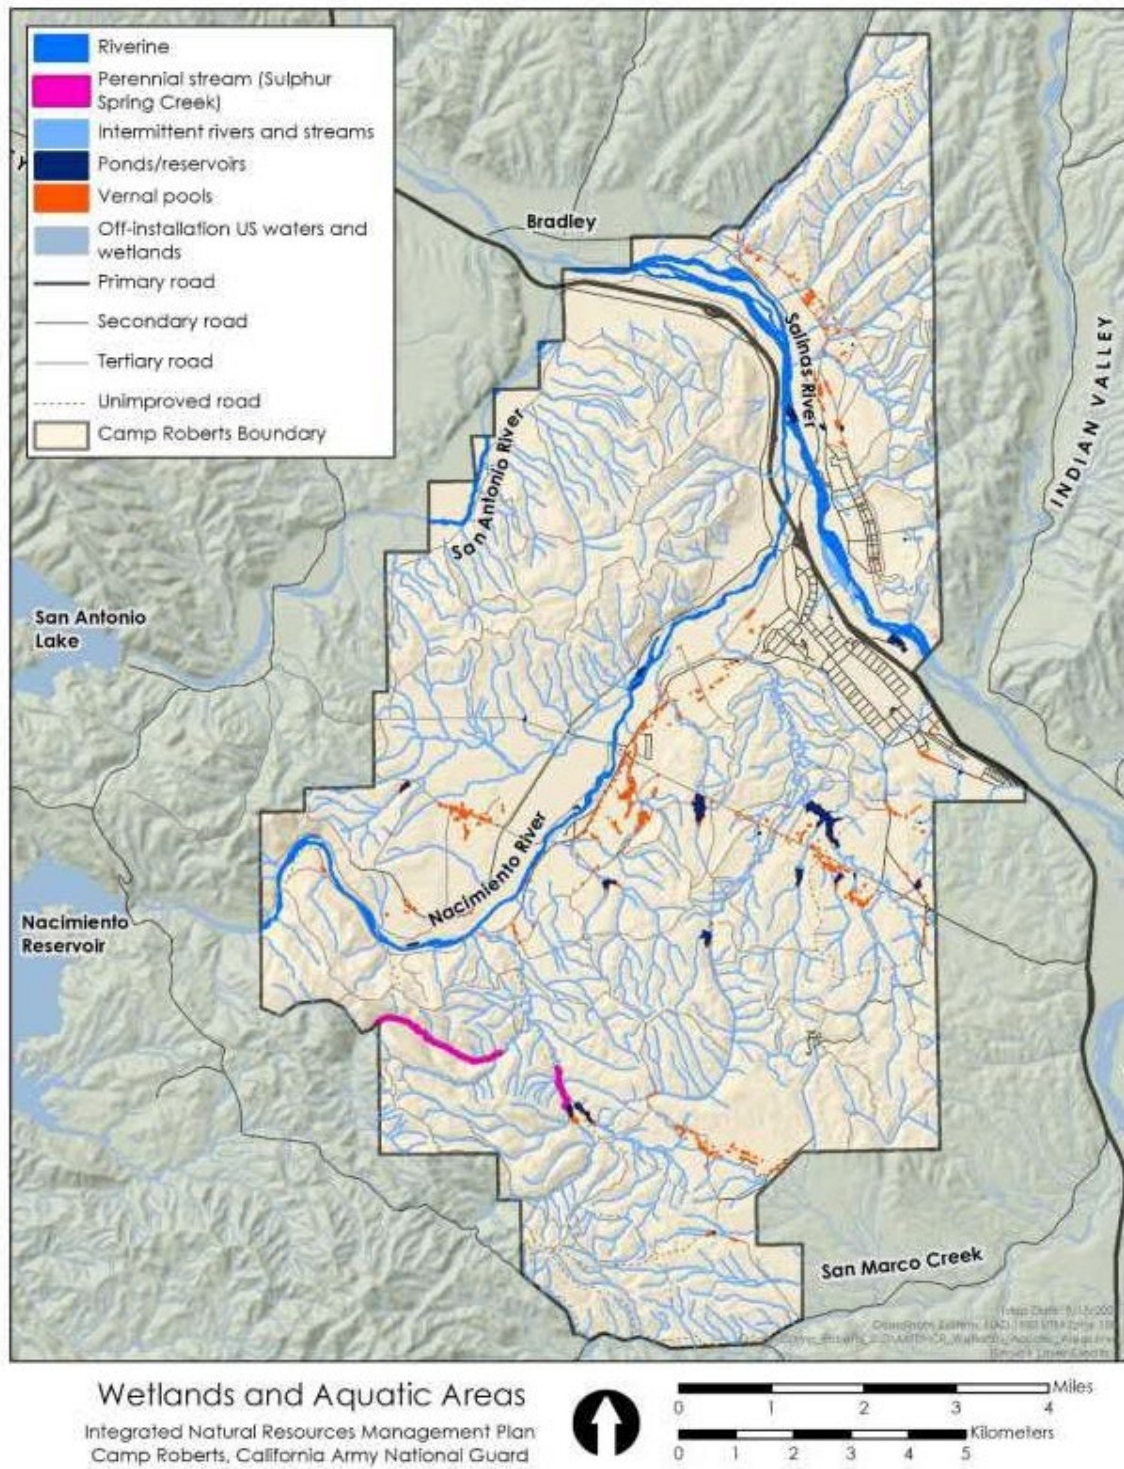 Riverine
Perennial stream (Sulphur
Spring Creek)
Intermittent rivers and streams
Ponds/reservoirs
Vernal pools
Off-installation US waters and
wetlands
Primary road
Secondary road
Tertiary road
Unimproved road
Camp Roberts Boundary
Bradley
Salinas River
INDIAN VALLEY
San Antonio River
San Antonio
Lake
Nacimiento River
Nacimiento
Reservoir
San Marco Creek
Map Date:
Wetlands and Aquatic Areas
Integrated Natural Resources Management Plan
Camp Roberts, California Army National Guard
Miles
0 1 2 3 4
Kilometers
0 1 2 3 4 5